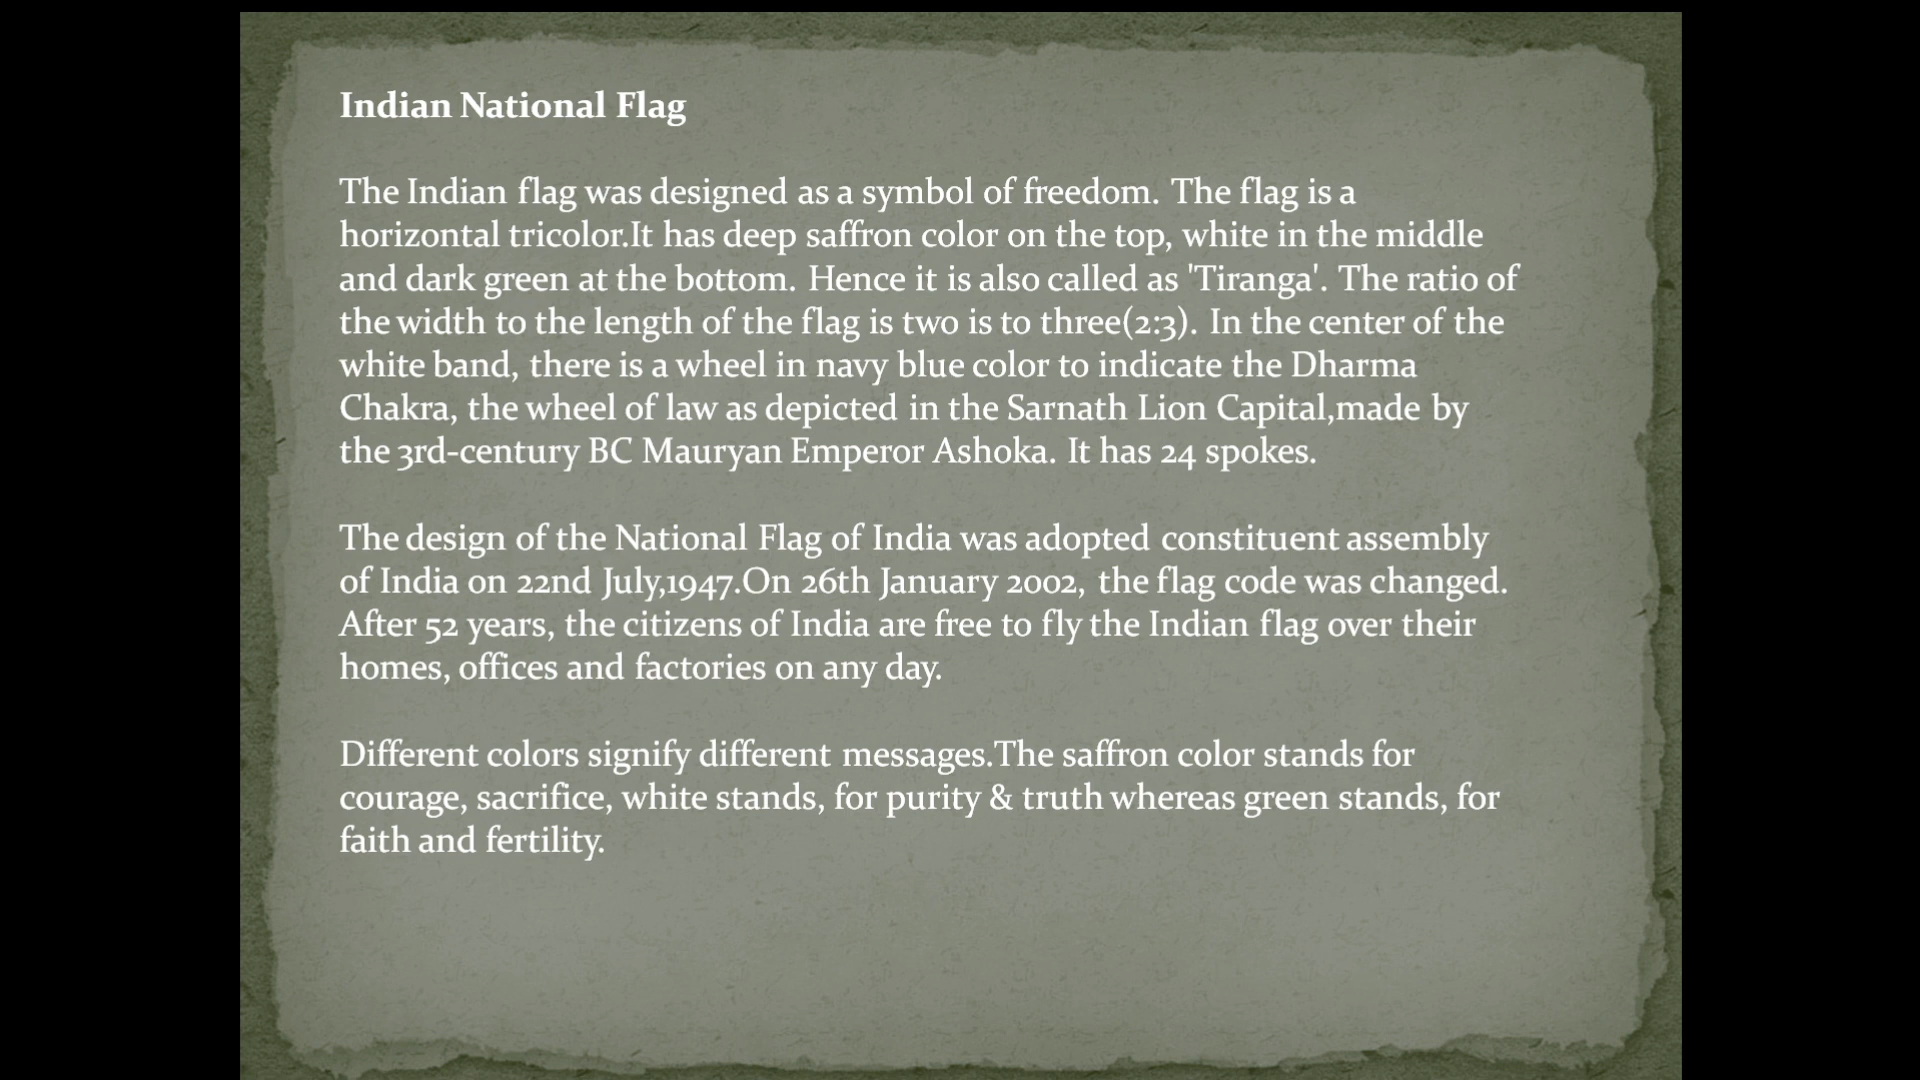 Indian National Flag
The Indian flag was designed as a symbol of freedom. The flag is a
horizontal tricolor.It has deep saffron color on the top, white in the middle
and dark green at the bottom. Hence it is also called as 'Tiranga'. The ratio of
the width to the length of the flag is two is to three(2:3). In the center of the
white band, there is a wheel in navy blue color to indicate the Dharma
Chakra, the wheel of law as depicted in the Sarnath Lion Capital,made by
the 3rd-century BC Mauryan Emperor Ashoka. It has 24 spokes.
The design of the National Flag of India was adopted constituent assembly
of India on 22nd July,1947.On 26th January 2002, the flag code was changed.
After 52 years, the citizens of India are free to fly the Indian flag over their
homes, offices and factories on any day.
Different colors signify different messages.The saffron color stands for
courage, sacrifice, white stands, for purity & truth whereas green stands, for
faith and fertility.